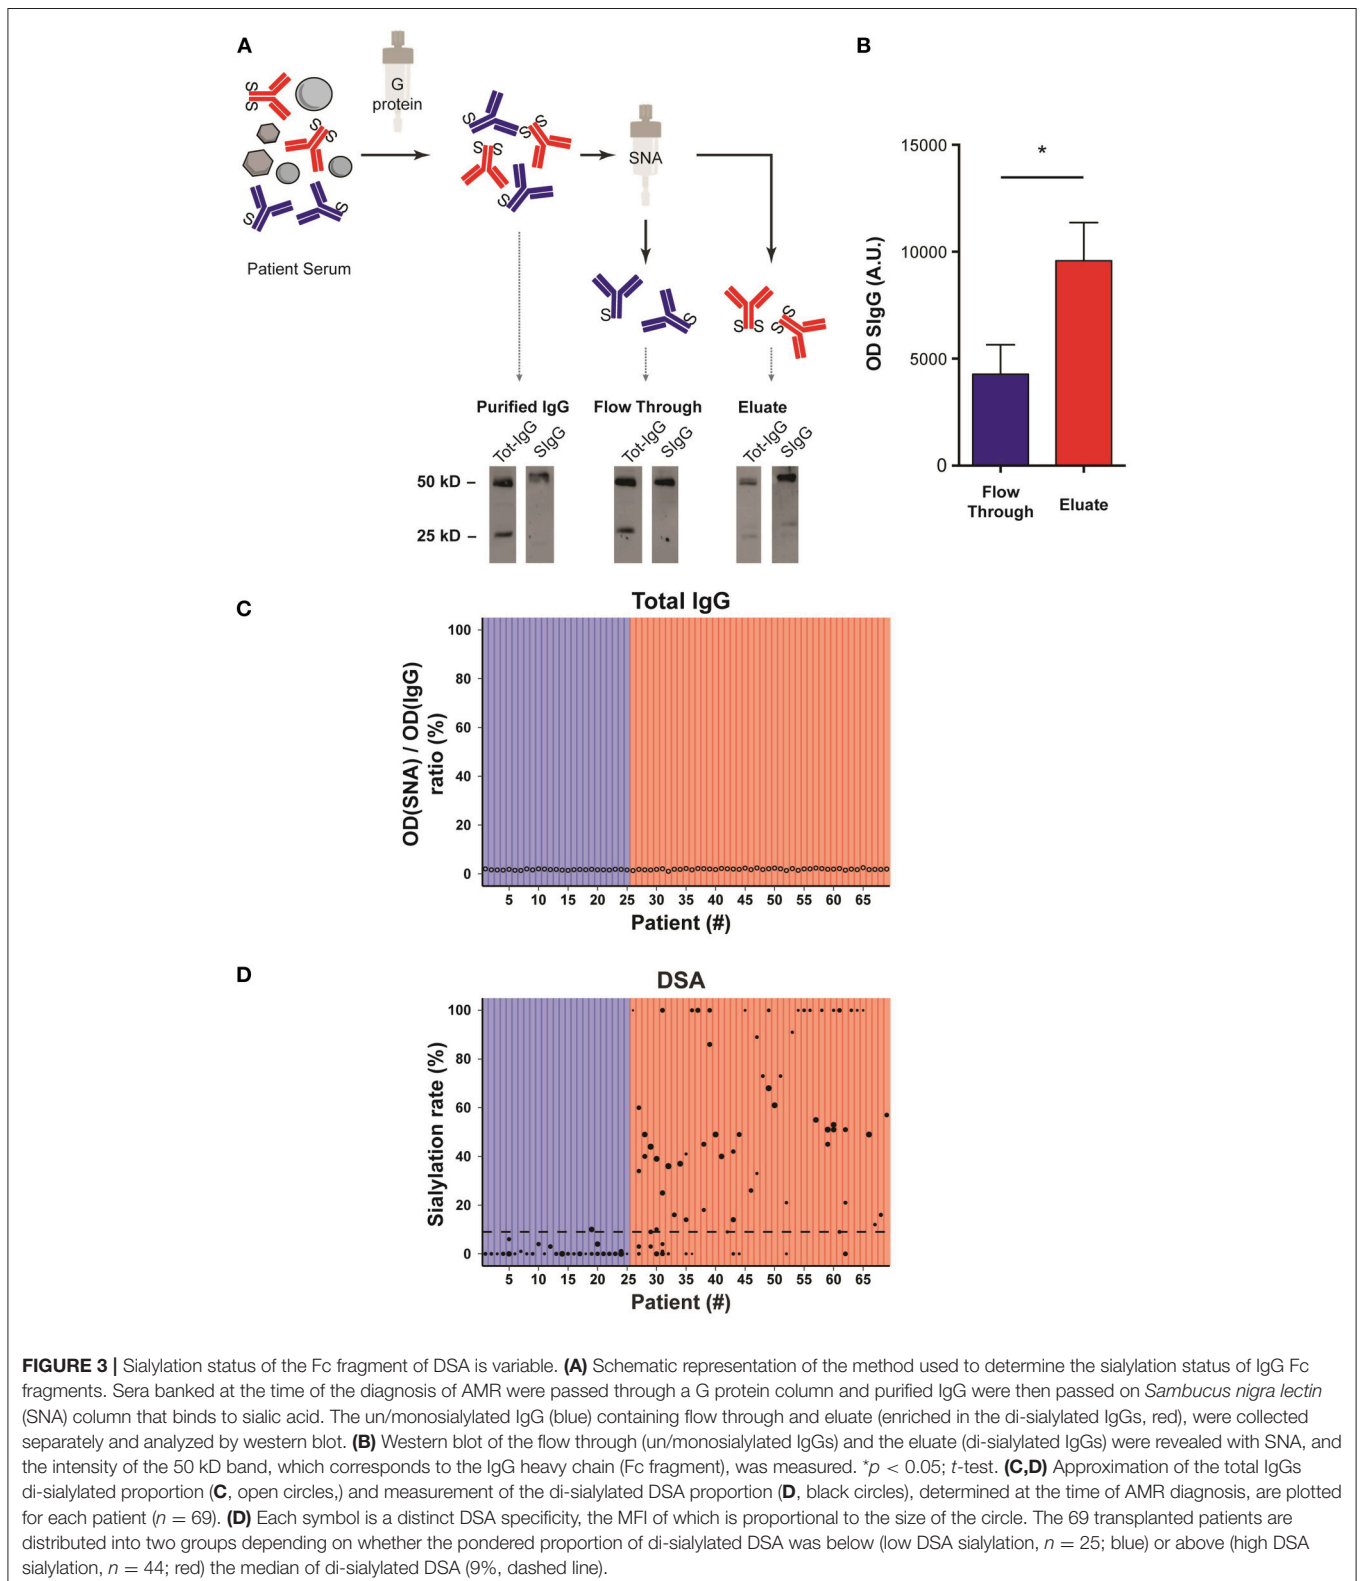 A
B
G
protein
S
S
S
S
S
S
Patient Serum
S
S
S
S
S
S
SNA
S
S
S
S
S
S
Purified IgG
Flow Through
Eluate
Tot-IgG
SIgG
Tot-IgG
SIgG
Tot-IgG
SIgG
50 kD –
25 kD –
*
OD SIgG (A.U.)
15000
10000
5000
0
Flow
Through
Eluate
C
Total IgG
OD(SNA) / OD(IgG)
ratio (%)
100
80
60
40
20
0
5 10 15 20 25 30 35 40 45 50 55 60 65
Patient (#)
D
DSA
Sialylation rate (%)
100
80
60
40
20
0
5 10 15 20 25 30 35 40 45 50 55 60 65
Patient (#)
FIGURE 3 | Sialylation status of the Fc fragment of DSA is variable. (A) Schematic representation of the method used to determine the sialylation status of IgG Fc
fragments. Sera banked at the time of the diagnosis of AMR were passed through a G protein column and purified IgG were then passed on Sambucus nigra lectin
(SNA) column that binds to sialic acid. The un/monosialylated IgG (blue) containing flow through and eluate (enriched in the di-sialylated IgGs, red), were collected
separately and analyzed by western blot. (B) Western blot of the flow through (un/monosialylated IgGs) and the eluate (di-sialylated IgGs) were revealed with SNA, and
the intensity of the 50 kD band, which corresponds to the IgG heavy chain (Fc fragment), was measured. *p < 0.05; t-test. (C,D) Approximation of the total IgGs
di-sialylated proportion (C, open circles,) and measurement of the di-sialylated DSA proportion (D, black circles), determined at the time of AMR diagnosis, are plotted
for each patient (n = 69). (D) Each symbol is a distinct DSA specificity, the MFI of which is proportional to the size of the circle. The 69 transplanted patients are
distributed into two groups depending on whether the pondered proportion of di-sialylated DSA was below (low DSA sialylation, n = 25; blue) or above (high DSA
sialylation, n = 44; red) the median of di-sialylated DSA (9%, dashed line).